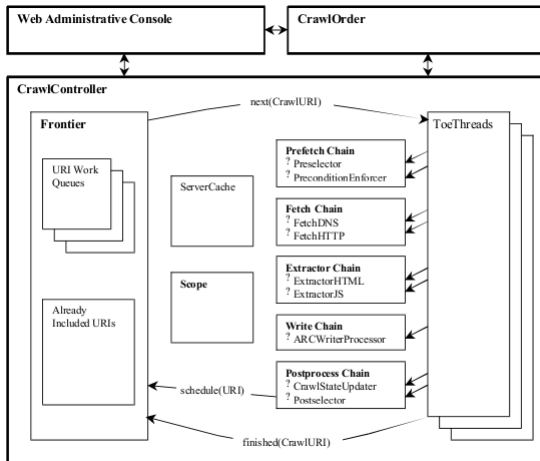 Web Administrative Console
CrawlOrder
CrawlController
next(CrawlURI)
Frontier
ToeThreads
URI Work
Queues
ServerCache
Prefetch Chain
? Preselector
? PreconditionEnforcer
Fetch Chain
? FetchDNS
? FetchHTTP
Scope
Extractor Chain
? ExtractorHTML
? ExtractorJS
Already
Included URIs
Write Chain
? ARCWriterProcessor
Postprocess Chain
? CrawlStateUpdater
? Postselector
schedule(URI)
finished(CrawlURI)